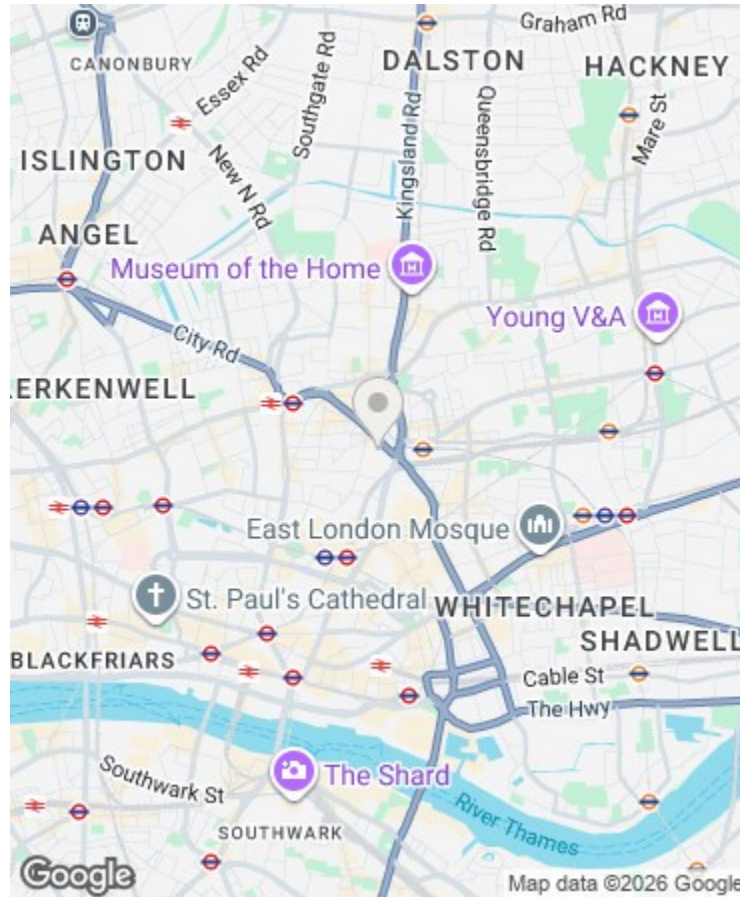 Graham Rd
DALSTON
CANONBURY
HACKNEY
Essex Rd
Southgate Rd
Kingsland Rd
Queensbridge Rd
Mare St
ISLINGTON
New N Rd
ANGEL
Museum of the Home
Young V&A
City Rd
LERKENWELL
East London Mosque
St. Paul's Cathedral
WHITECHAPEL
SHADWELL
BLACKFRIARS
Cable St
The Hwy
Southwark St
The Shard
River Thames
SOUTHWARK
Google
Map data ©2026 Google